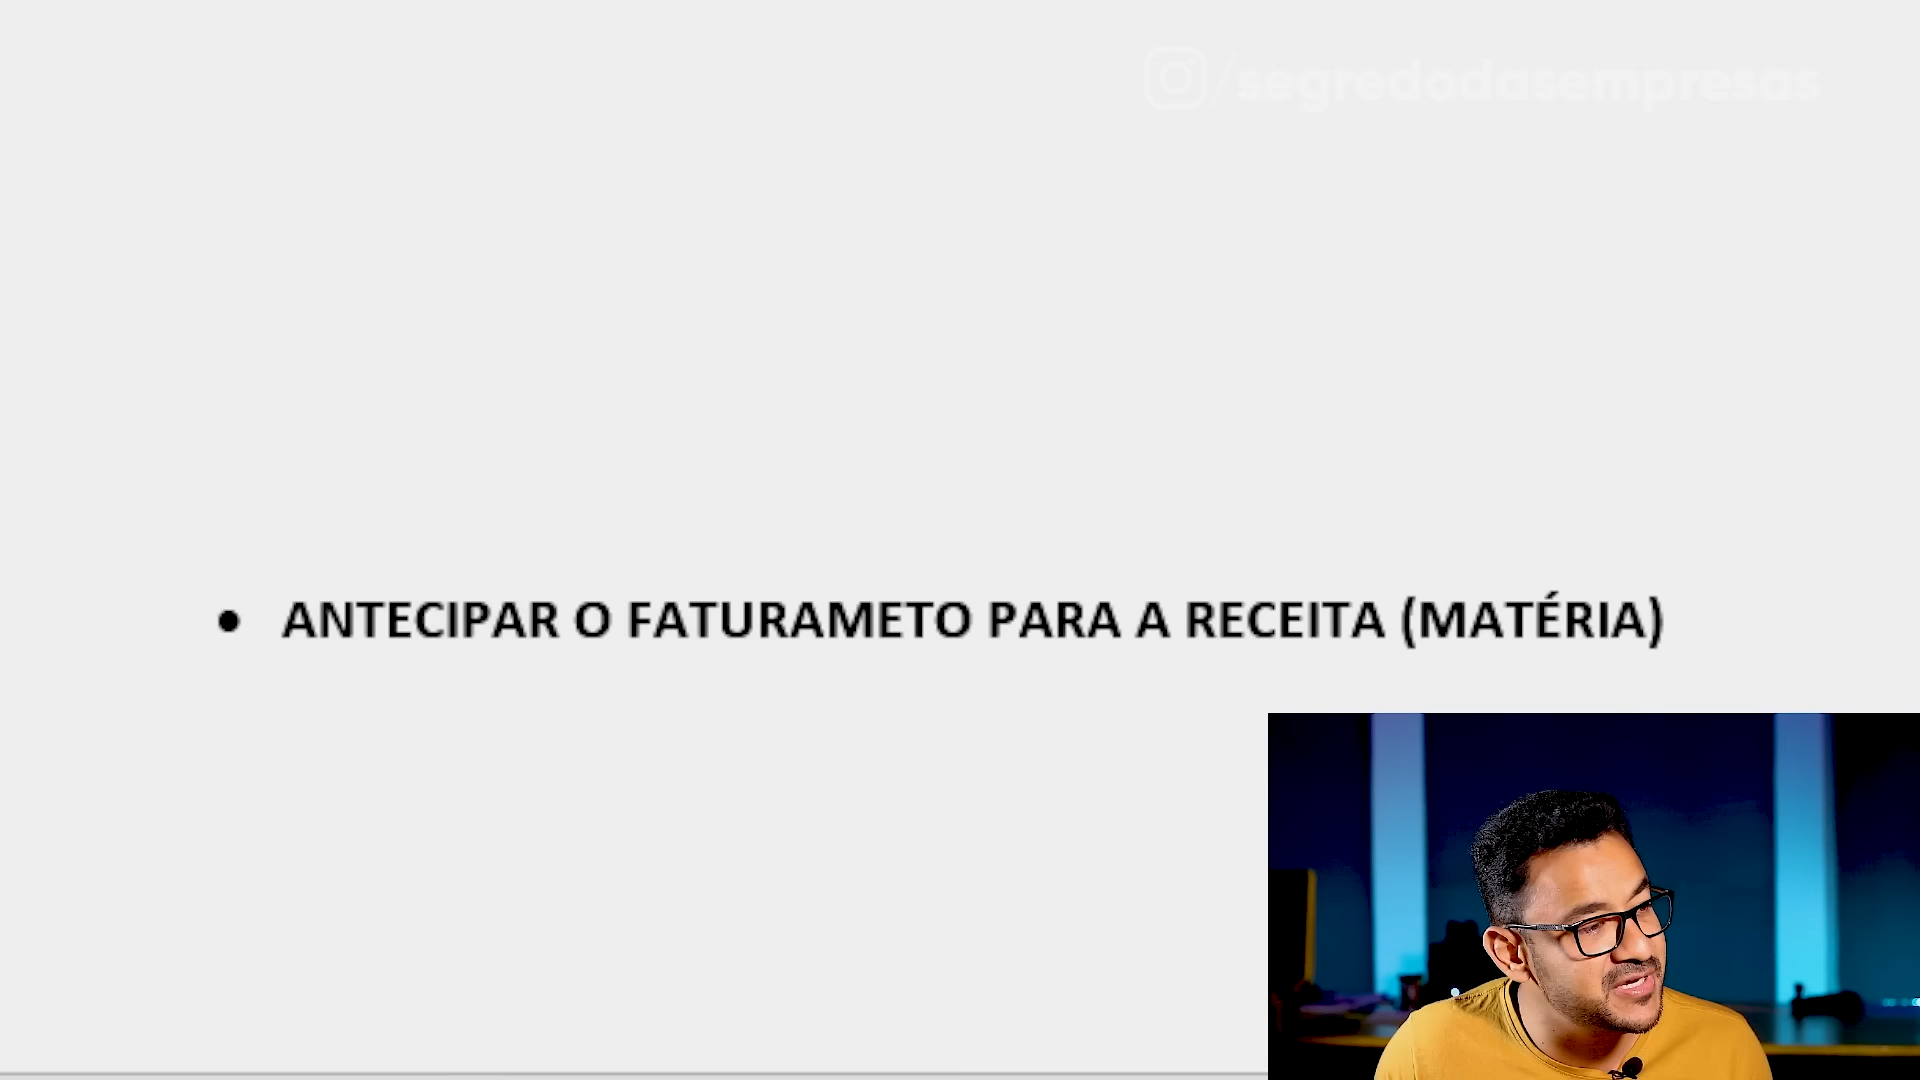 /segredodasempresas
• ANTECIPAR O FATURAMETO PARA A RECEITA (MATÉRIA)